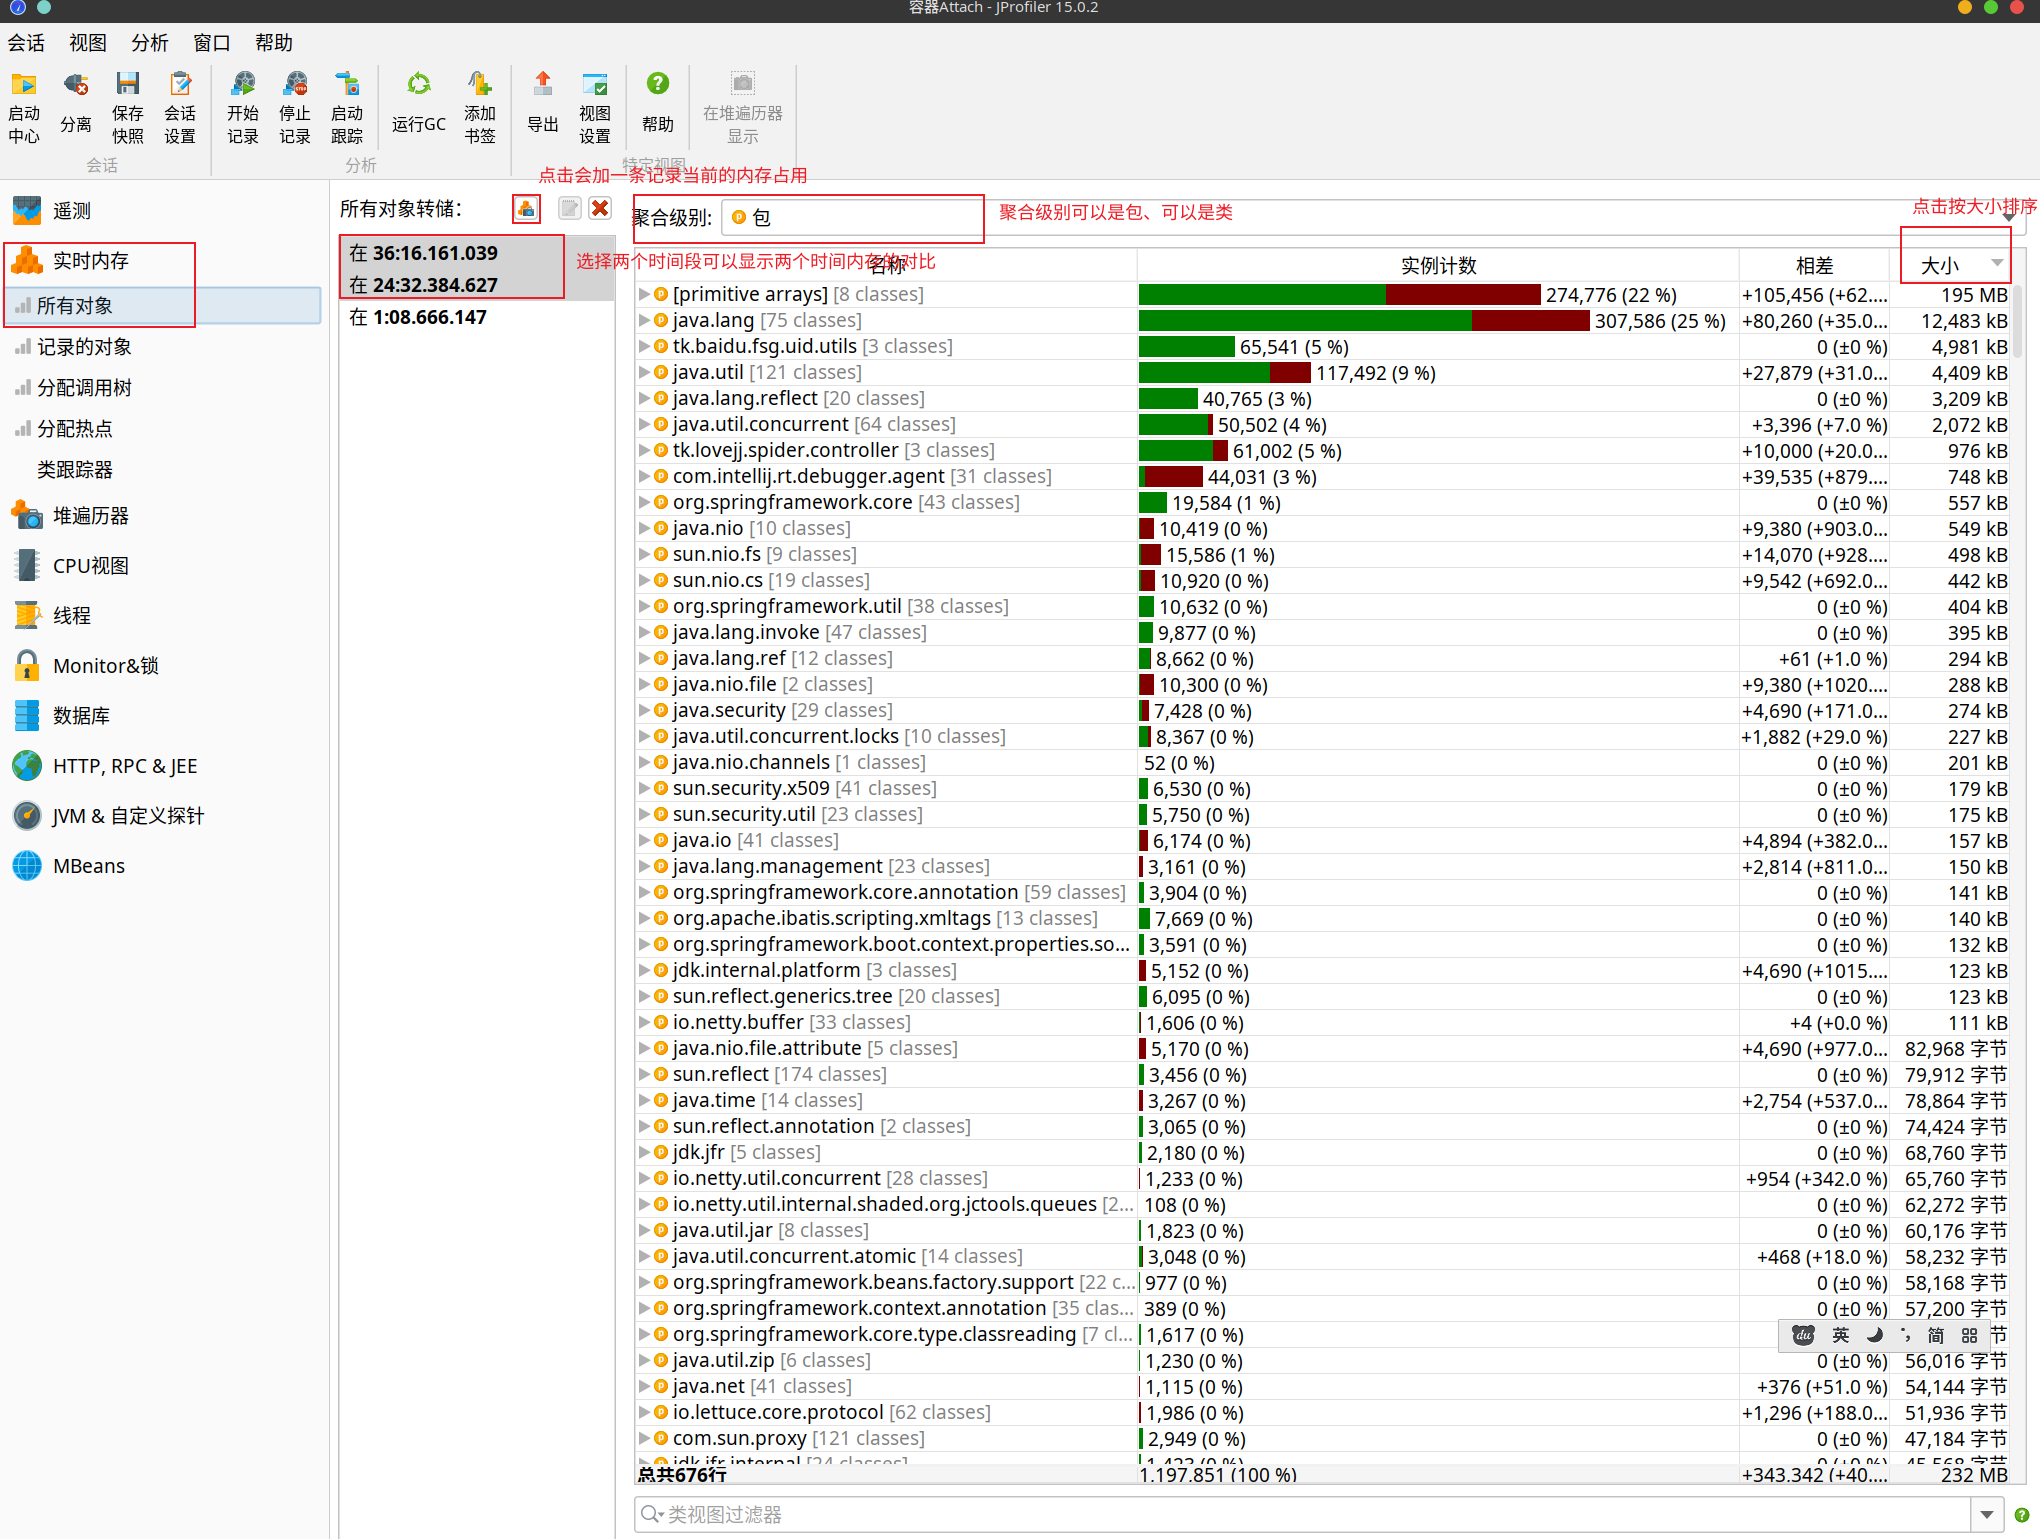 容器Attach - JProfiler 15.0.2
会话 视图 分析 窗口 帮助
启动中心 分离 保存快照 会话设置 开始记录 停止记录 启动跟踪 运行GC 添加书签 导出 视图设置 帮助 在堆遍历器显示
会话 分析 特定视图
点击会加一条记录当前的内存占用
遥测
实时内存
所有对象
记录的对象
分配调用树
分配热点
类跟踪器
堆遍历器
CPU视图
线程
Monitor&锁
数据库
HTTP, RPC & JEE
JVM & 自定义探针
MBeans
所有对象转储:
在 36:16.161.039
在 24:32.384.627
在 1:08.666.147
聚合级别: 包
聚合级别可以是包、可以是类
点击按大小排序
选择两个时间段可以显示两个时间内存的对比
名称 实例计数 相差 大小
[primitive arrays] [8 classes] 274,776 (22 %) +105,456 (+62.... 195 MB
java.lang [75 classes] 307,586 (25 %) +80,260 (+35.0... 12,483 kB
tk.baidu.fsg.uid.utils [3 classes] 65,541 (5 %) 0 (±0 %) 4,981 kB
java.util [121 classes] 117,492 (9 %) +27,879 (+31.0... 4,409 kB
java.lang.reflect [20 classes] 40,765 (3 %) 0 (±0 %) 3,209 kB
java.util.concurrent [64 classes] 50,502 (4 %) +3,396 (+7.0 %) 2,072 kB
tk.lovejj.spider.controller [3 classes] 61,002 (5 %) +10,000 (+20.0... 976 kB
com.intellij.rt.debugger.agent [31 classes] 44,031 (3 %) +39,535 (+879.... 748 kB
org.springframework.core [43 classes] 19,584 (1 %) 0 (±0 %) 557 kB
java.nio [10 classes] 10,419 (0 %) +9,380 (+903.0... 549 kB
sun.nio.fs [9 classes] 15,586 (1 %) +14,070 (+928.... 498 kB
sun.nio.cs [19 classes] 10,920 (0 %) +9,542 (+692.0... 442 kB
org.springframework.util [38 classes] 10,632 (0 %) 0 (±0 %) 404 kB
java.lang.invoke [47 classes] 9,877 (0 %) 0 (±0 %) 395 kB
java.lang.ref [12 classes] 8,662 (0 %) +61 (+1.0 %) 294 kB
java.nio.file [2 classes] 10,300 (0 %) +9,380 (+1020.... 288 kB
java.security [29 classes] 7,428 (0 %) +4,690 (+171.0... 274 kB
java.util.concurrent.locks [10 classes] 8,367 (0 %) +1,882 (+29.0 %) 227 kB
java.nio.channels [1 classes] 52 (0 %) 0 (±0 %) 201 kB
sun.security.x509 [41 classes] 6,530 (0 %) 0 (±0 %) 179 kB
sun.security.util [23 classes] 5,750 (0 %) 0 (±0 %) 175 kB
java.io [41 classes] 6,174 (0 %) +4,894 (+382.0... 157 kB
java.lang.management [23 classes] 3,161 (0 %) +2,814 (+811.0... 150 kB
org.springframework.core.annotation [59 classes] 3,904 (0 %) 0 (±0 %) 141 kB
org.apache.ibatis.scripting.xmltags [13 classes] 7,669 (0 %) 0 (±0 %) 140 kB
org.springframework.boot.context.properties.so... 3,591 (0 %) 0 (±0 %) 132 kB
jdk.internal.platform [3 classes] 5,152 (0 %) +4,690 (+1015.... 123 kB
sun.reflect.generics.tree [20 classes] 6,095 (0 %) 0 (±0 %) 123 kB
io.netty.buffer [33 classes] 1,606 (0 %) +4 (+0.0 %) 111 kB
java.nio.file.attribute [5 classes] 5,170 (0 %) +4,690 (+977.0... 82,968 字节
sun.reflect [174 classes] 3,456 (0 %) 0 (±0 %) 79,912 字节
java.time [14 classes] 3,267 (0 %) +2,754 (+537.0... 78,864 字节
sun.reflect.annotation [2 classes] 3,065 (0 %) 0 (±0 %) 74,424 字节
jdk.jfr [5 classes] 2,180 (0 %) 0 (±0 %) 68,760 字节
io.netty.util.concurrent [28 classes] 1,233 (0 %) +954 (+342.0 %) 65,760 字节
io.netty.util.internal.shaded.org.jctools.queues [2... 108 (0 %) 0 (±0 %) 62,272 字节
java.util.jar [8 classes] 1,823 (0 %) 0 (±0 %) 60,176 字节
java.util.concurrent.atomic [14 classes] 3,048 (0 %) +468 (+18.0 %) 58,232 字节
org.springframework.beans.factory.support [22 c... 977 (0 %) 0 (±0 %) 58,168 字节
org.springframework.context.annotation [35 clas... 389 (0 %) 0 (±0 %) 57,200 字节
org.springframework.core.type.classreading [7 cl... 1,617 (0 %) 节
du 英 简
java.util.zip [6 classes] 1,230 (0 %) 0 (±0 %) 56,016 字节
java.net [41 classes] 1,115 (0 %) +376 (+51.0 %) 54,144 字节
io.lettuce.core.protocol [62 classes] 1,986 (0 %) +1,296 (+188.0... 51,936 字节
com.sun.proxy [121 classes] 2,949 (0 %) 0 (±0 %) 47,184 字节
jdk.jfr.internal [24 classes] 1,423 (0 %) 0 (±0 %) 45,568 字节
总共676行 1,197,851 (100 %) +343,342 (+40.... 232 MB
类视图过滤器